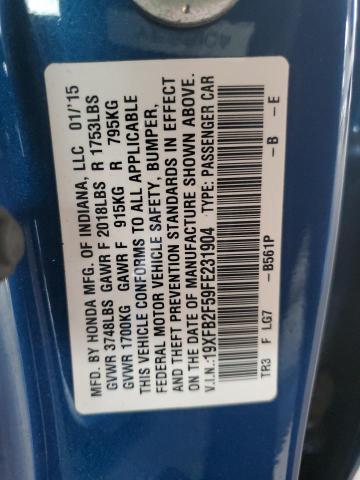 MFD. BY HONDA MFG. OF INDIANA, LLC 01/'15
GVWR 3748LBS GAWR F 2018LBS R 1753LBS
GVWR 1700KG GAWR F 915KG R 795KG
THIS VEHICLE CONFORMS TO ALL APPLICABLE
FEDERAL MOTOR VEHICLE SAFETY, BUMPER,
AND THEFT PREVENTION STANDARDS IN EFFECT
ON THE DATE OF MANUFACTURE SHOWN ABOVE.
V.I.N.:19XFB2F59FE231904 TYPE: PASSENGER CAR
TR3 F LG7 -B561P -B -E